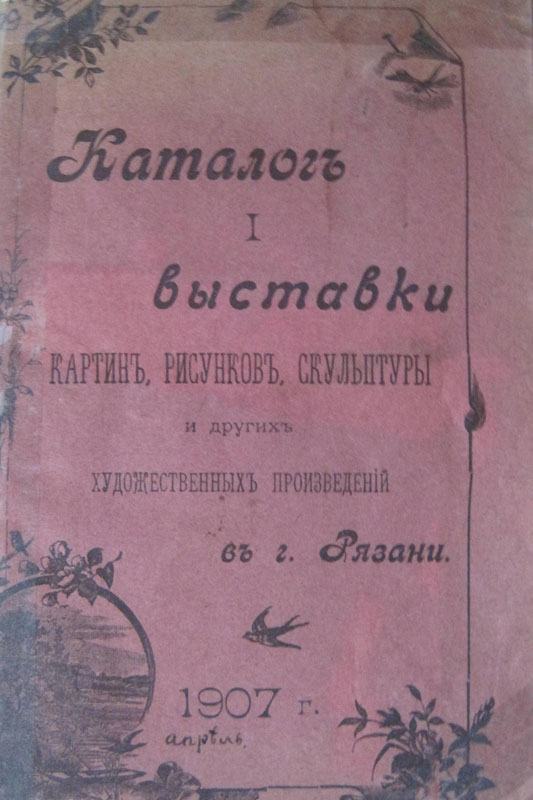 Каталогъ
I
выставки
КАРТИНЪ, РИСУНКОВЪ, СКУЛЬПТУРЫ
и другихъ
ХУДОЖЕСТВЕННЫХЪ ПРОИЗВЕДЕНІЙ
въ г. Рязани.
1907 г.
апрѣль